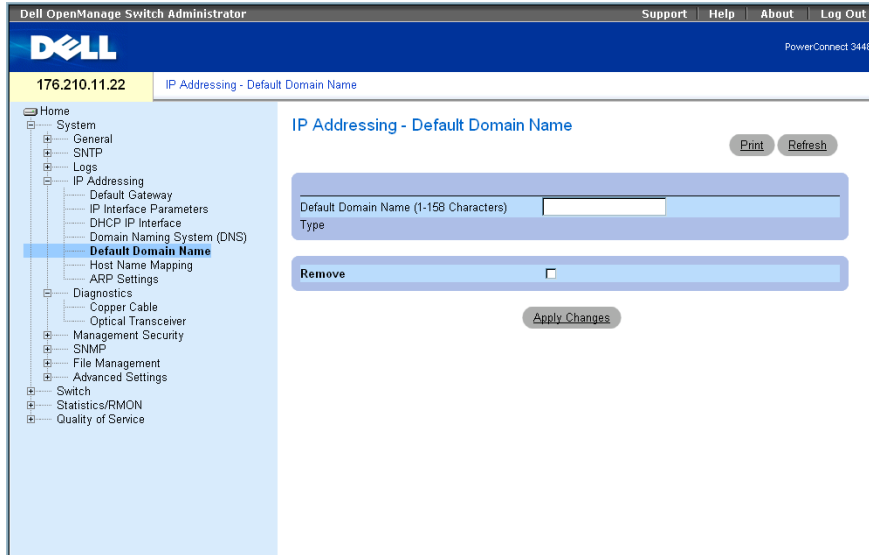 Dell OpenManage Switch Administrator
Support Help About Log Out
DELL
PowerConnect 3448
176.210.11.22
IP Addressing - Default Domain Name
Home
System
General
SNTP
Logs
IP Addressing
Default Gateway
IP Interface Parameters
DHCP IP Interface
Domain Naming System (DNS)
Default Domain Name
Host Name Mapping
ARP Settings
Diagnostics
Copper Cable
Optical Transceiver
Management Security
SNMP
File Management
Advanced Settings
Switch
Statistics/RMON
Quality of Service
IP Addressing - Default Domain Name
Print Refresh
Default Domain Name (1-158 Characters)
Type
Remove
Apply Changes